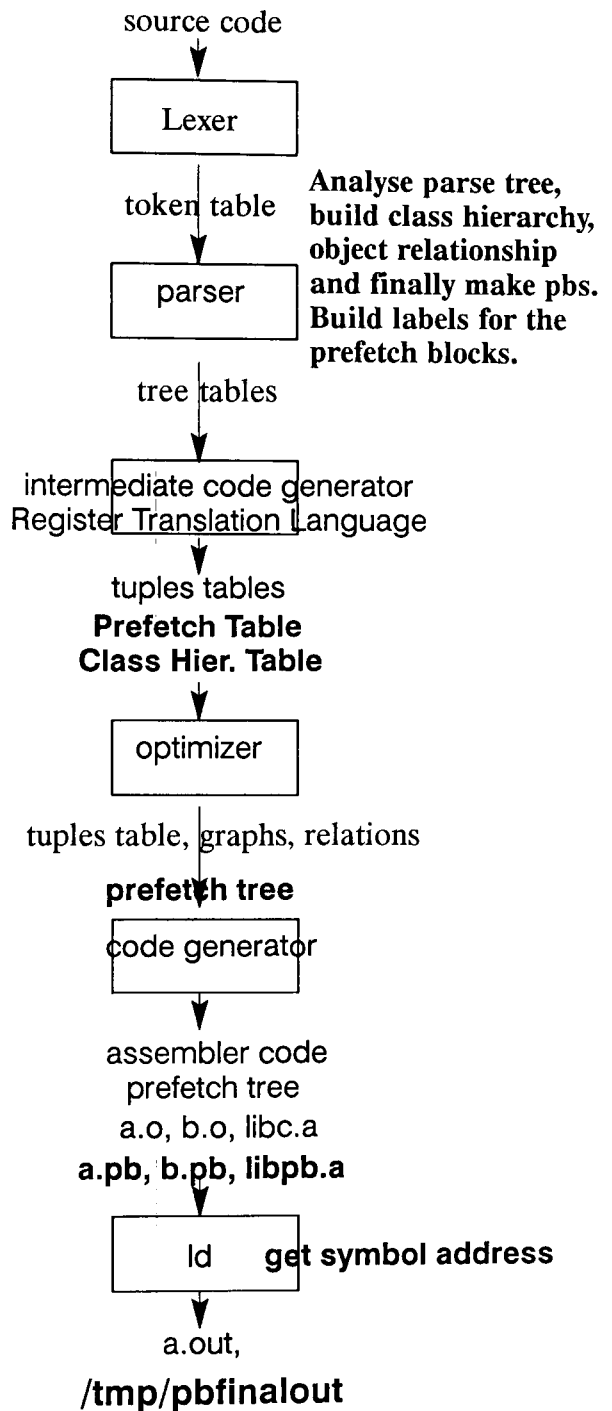 source code
Lexer
token table
Analyse parse tree,
build class hierarchy,
object relationship
and finally make pbs.
Build labels for the
prefetch blocks.
parser
tree tables
intermediate code generator
Register Translation Language
tuples tables
Prefetch Table
Class Hier. Table
optimizer
tuples table, graphs, relations
prefetch tree
code generator
assembler code
prefetch tree
a.o, b.o, libc.a
a.pb, b.pb, libpb.a
ld get symbol address
a.out,
/tmp/pbfinalout